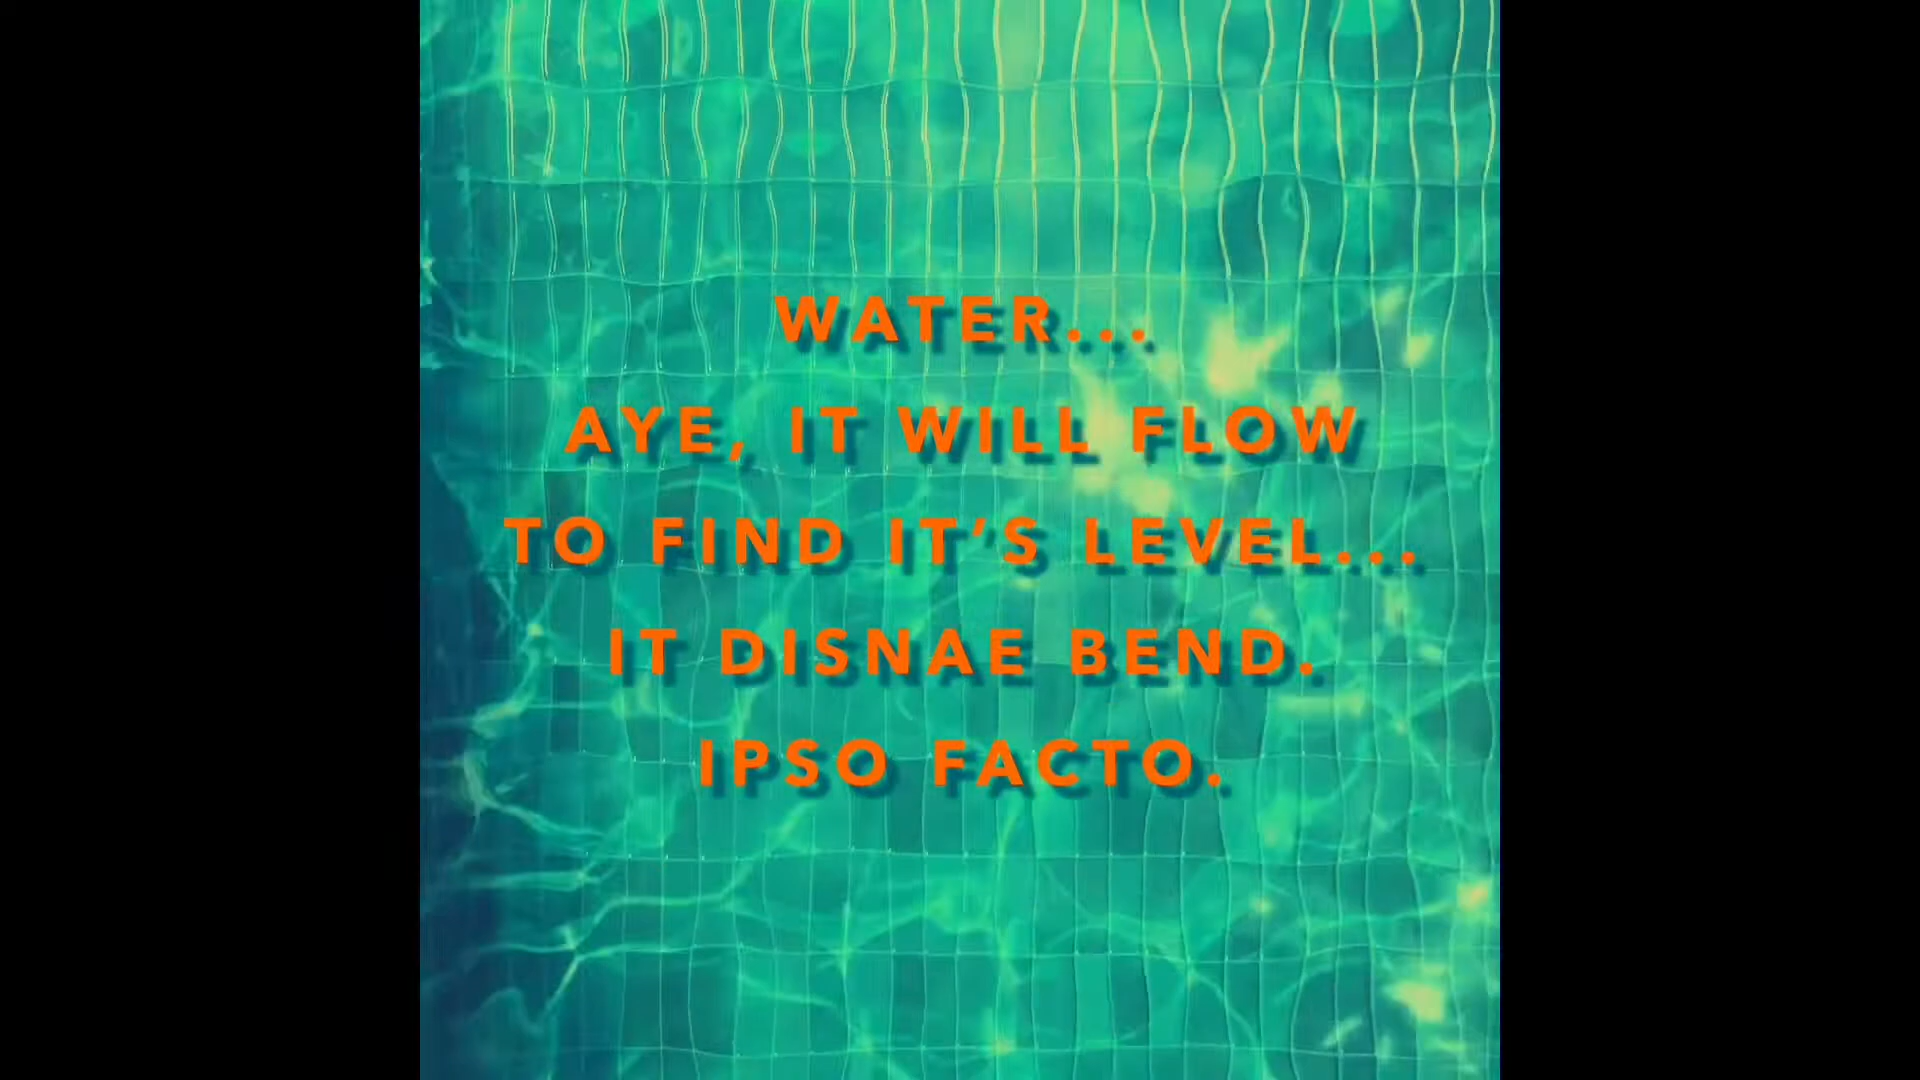 WATER...
AYE, IT WILL FLOW
TO FIND IT’S LEVEL...
IT DISNAE BEND.
IPSO FACTO.